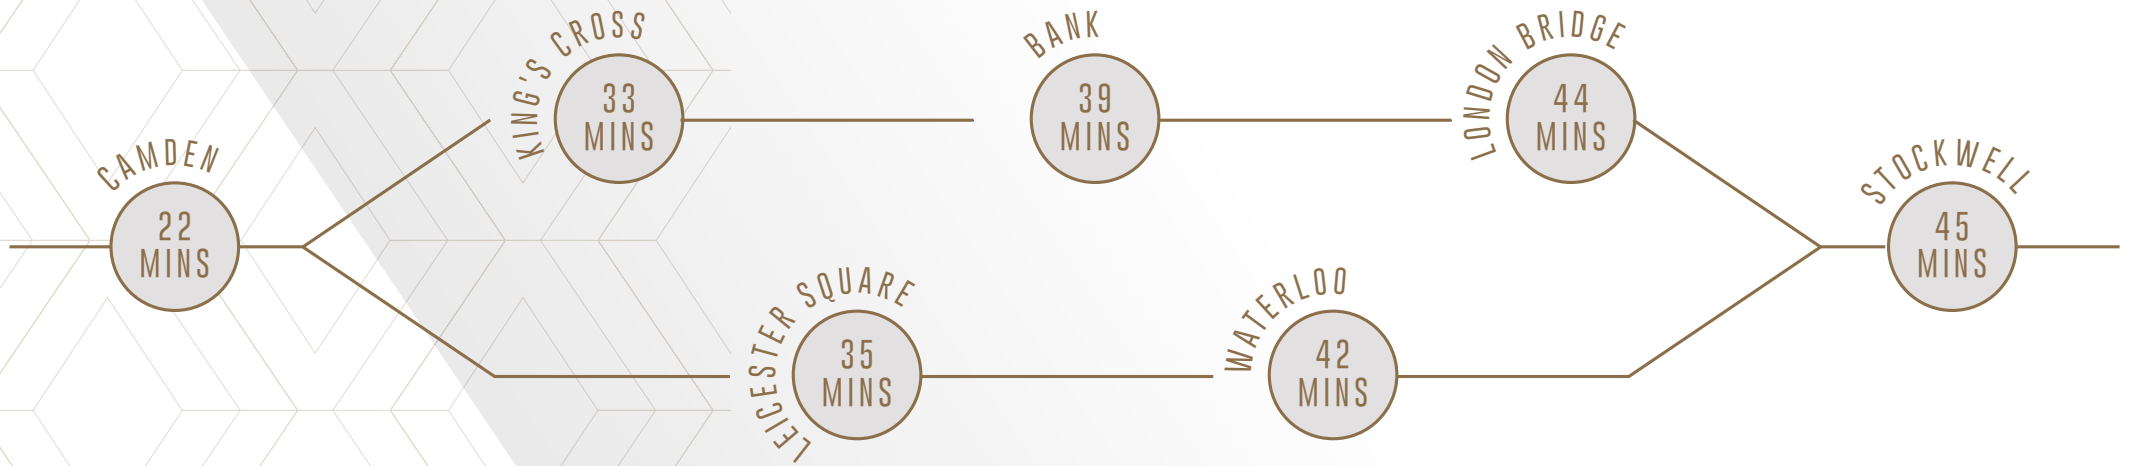 CAMDEN
22
MINS
KING'S CROSS
33
MINS
BANK
39
MINS
LONDON BRIDGE
44
MINS
LEICESTER SQUARE
35
MINS
WATERLOO
42
MINS
STOCKWELL
45
MINS